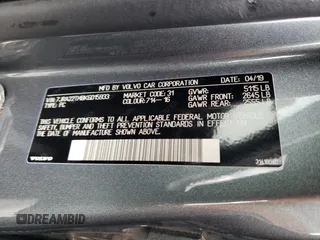 MFD. BY VOLVO CAR CORPORATION
DATE 04/19
TYPE: PC
MARKET CODE: 31
COLOUR: 714 - 16
GVWR: 5115 LB
GAWR FRONT: 2645 LB
GAWR REAR:
THIS VEHICLE CONFORMS TO ALL APPLICABLE FEDERAL MOTOR VEHICLE
SAFETY, BUMPER, AND THEFT PREVENTION STANDARDS IN EFFECT ON THE
DATE OF MANUFACTURE SHOWN ABOVE.
VOLVO
DREAMBID